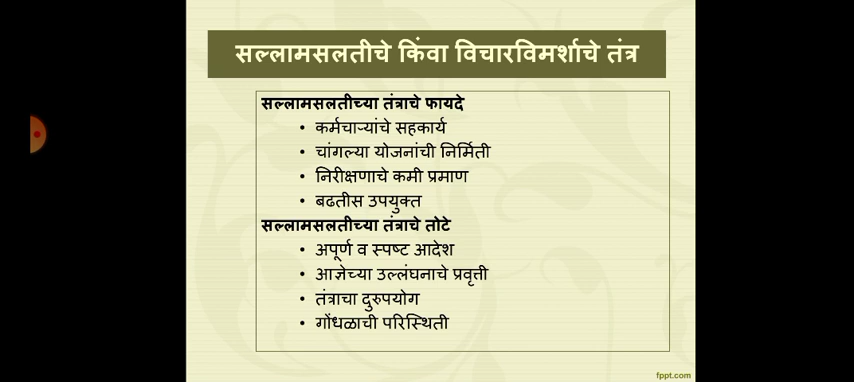 सल्लामसलतीचे किंवा विचारविमर्शाचे तंत्र
सल्लामसलतीच्या तंत्राचे फायदे
• कर्मचाऱ्यांचे सहकार्य
• चांगल्या योजनांची निर्मिती
• निरीक्षणाचे कमी प्रमाण
• बढतीस उपयुक्त
सल्लामसलतीच्या तंत्राचे तोटे
• अपूर्ण व स्पष्ट आदेश
• आज्ञेच्या उल्लंघनाचे प्रवृत्ती
• तंत्राचा दुरुपयोग
• गोंधळाची परिस्थिती
fppt.com